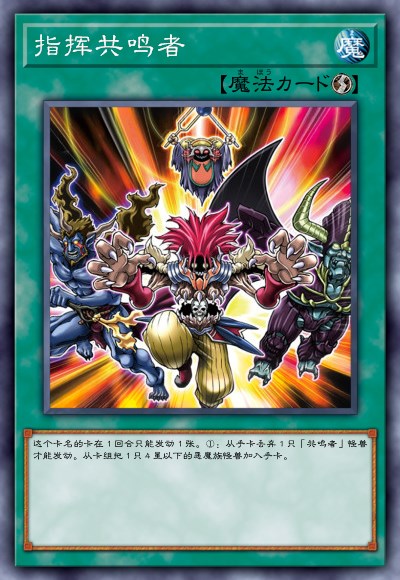 指挥共鸣者
魔
【魔法カード】
まほう
这个卡名的卡在1回合只能发动1张。①：从手卡丢弃1只「共鸣者」怪兽
才能发动。从卡组把1只4星以下的恶魔族怪兽加入手卡。